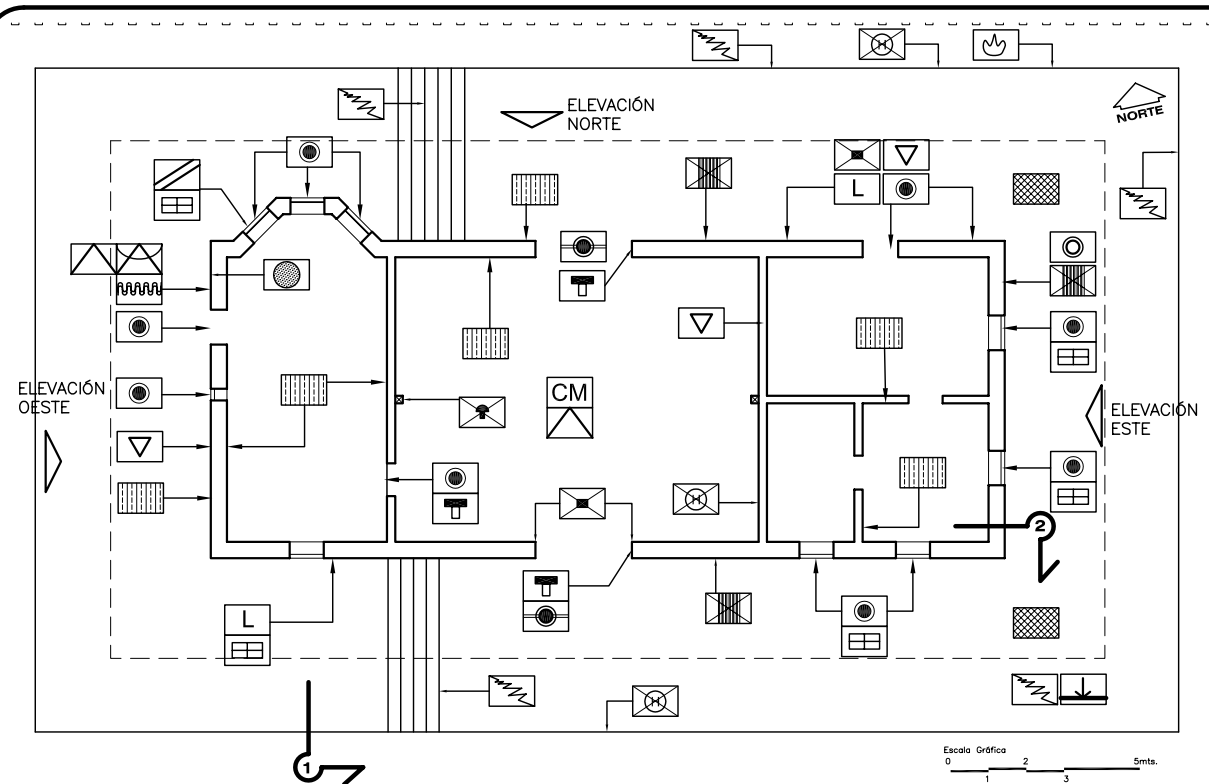 H
ELEVACIÓN
NORTE
NORTE
L
ELEVACIÓN
OESTE
CM
ELEVACIÓN
ESTE
H
2
L
H
1
Escala Gráfica
0 2 5mts.
1 3